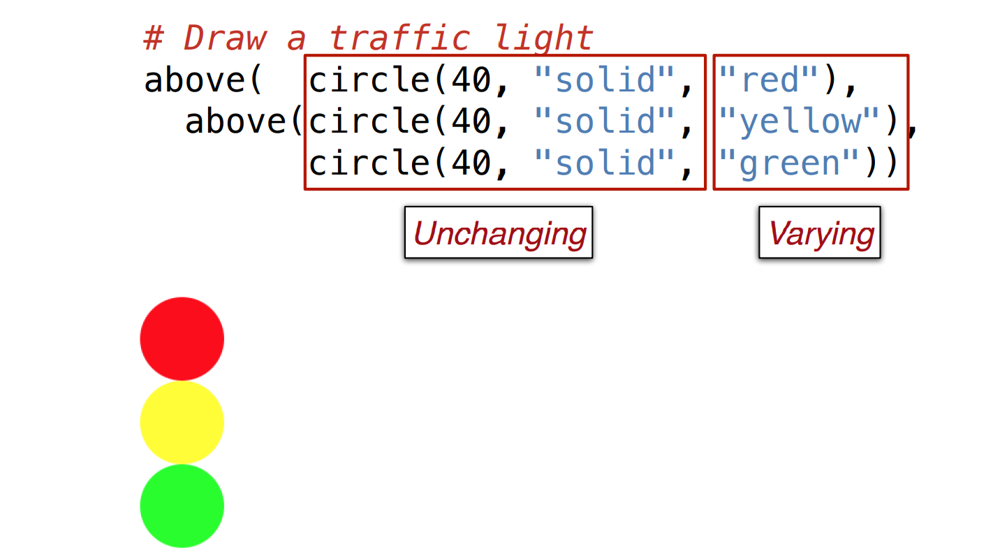 # Draw a traffic light
above(  circle(40, "solid", "red"),
  above(circle(40, "solid", "yellow"),
        circle(40, "solid", "green"))
Unchanging
Varying